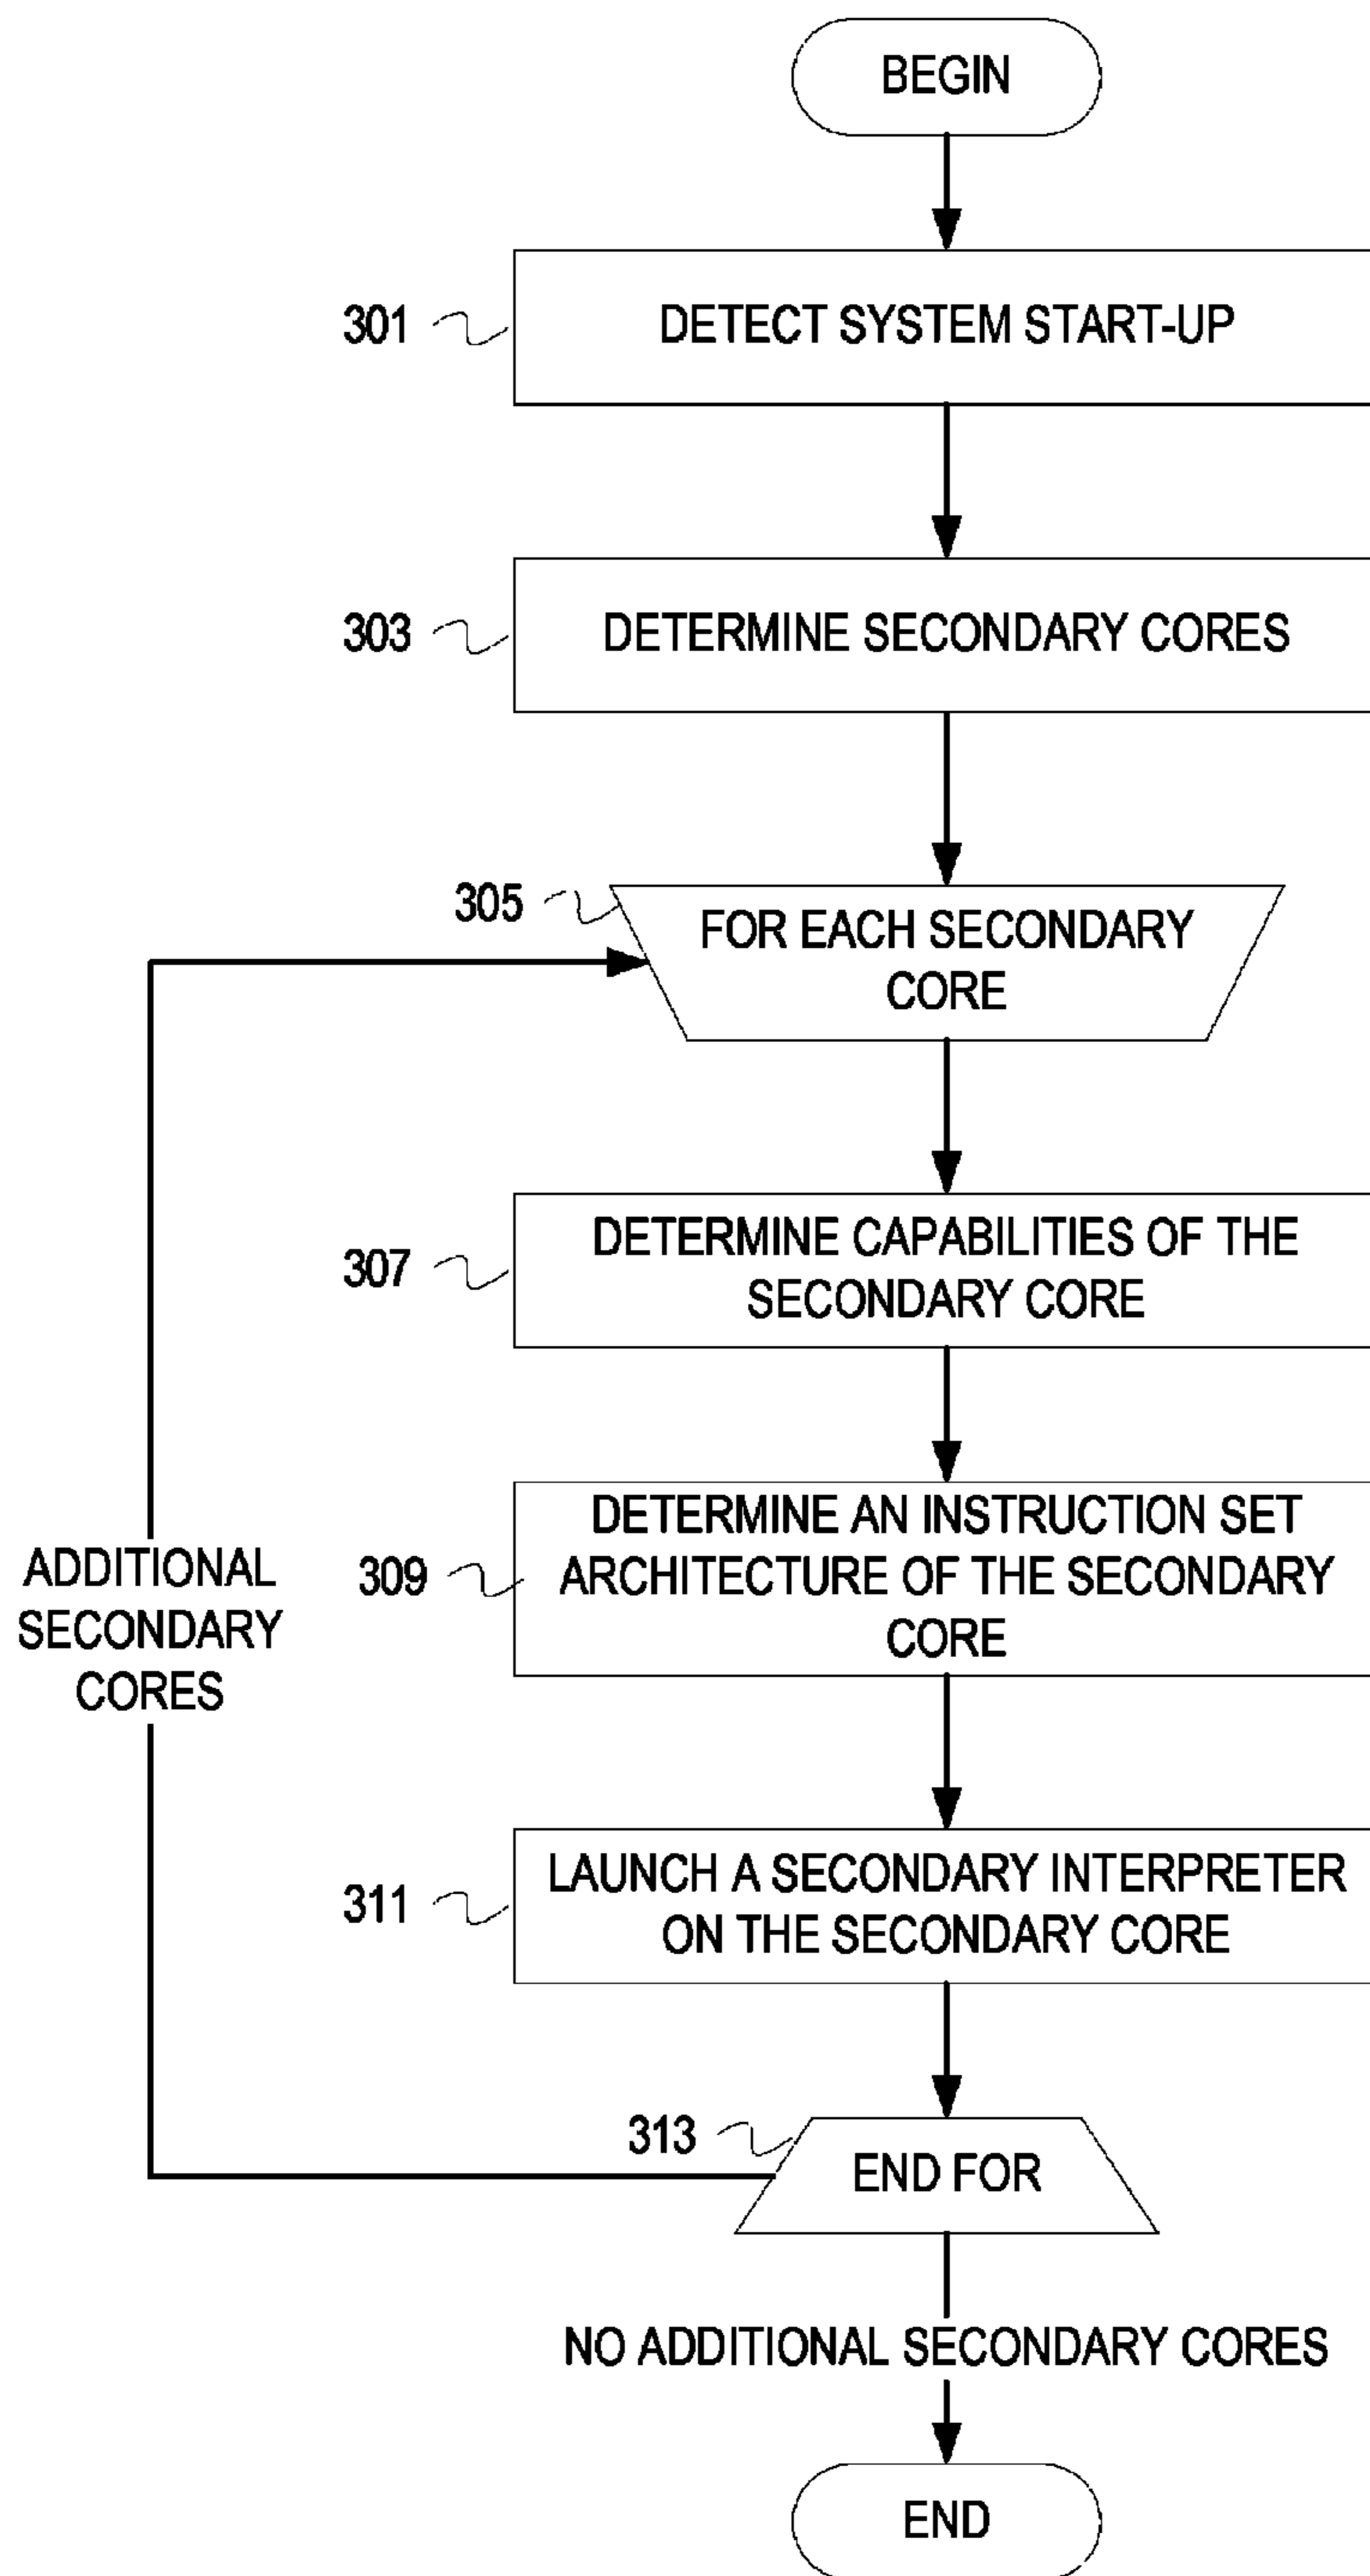 BEGIN
301
DETECT SYSTEM START-UP
303
DETERMINE SECONDARY CORES
305
FOR EACH SECONDARY
CORE
307
DETERMINE CAPABILITIES OF THE
SECONDARY CORE
309
DETERMINE AN INSTRUCTION SET
ARCHITECTURE OF THE SECONDARY
CORE
ADDITIONAL
SECONDARY
CORES
311
LAUNCH A SECONDARY INTERPRETER
ON THE SECONDARY CORE
313
END FOR
NO ADDITIONAL SECONDARY CORES
END